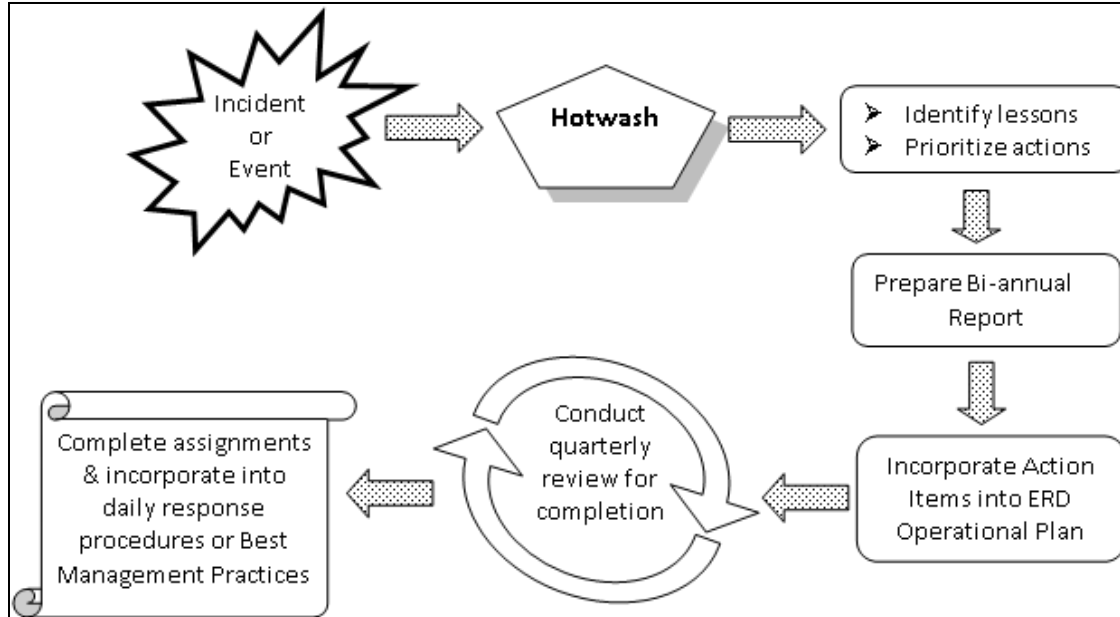 Incident
or
Event
Hotwash
➢ Identify lessons
➢ Prioritize actions
Prepare Bi-annual
Report
Incorporate Action
Items into ERD
Operational Plan
Conduct
quarterly
review for
completion
Complete assignments
& incorporate into
daily response
procedures or Best
Management Practices